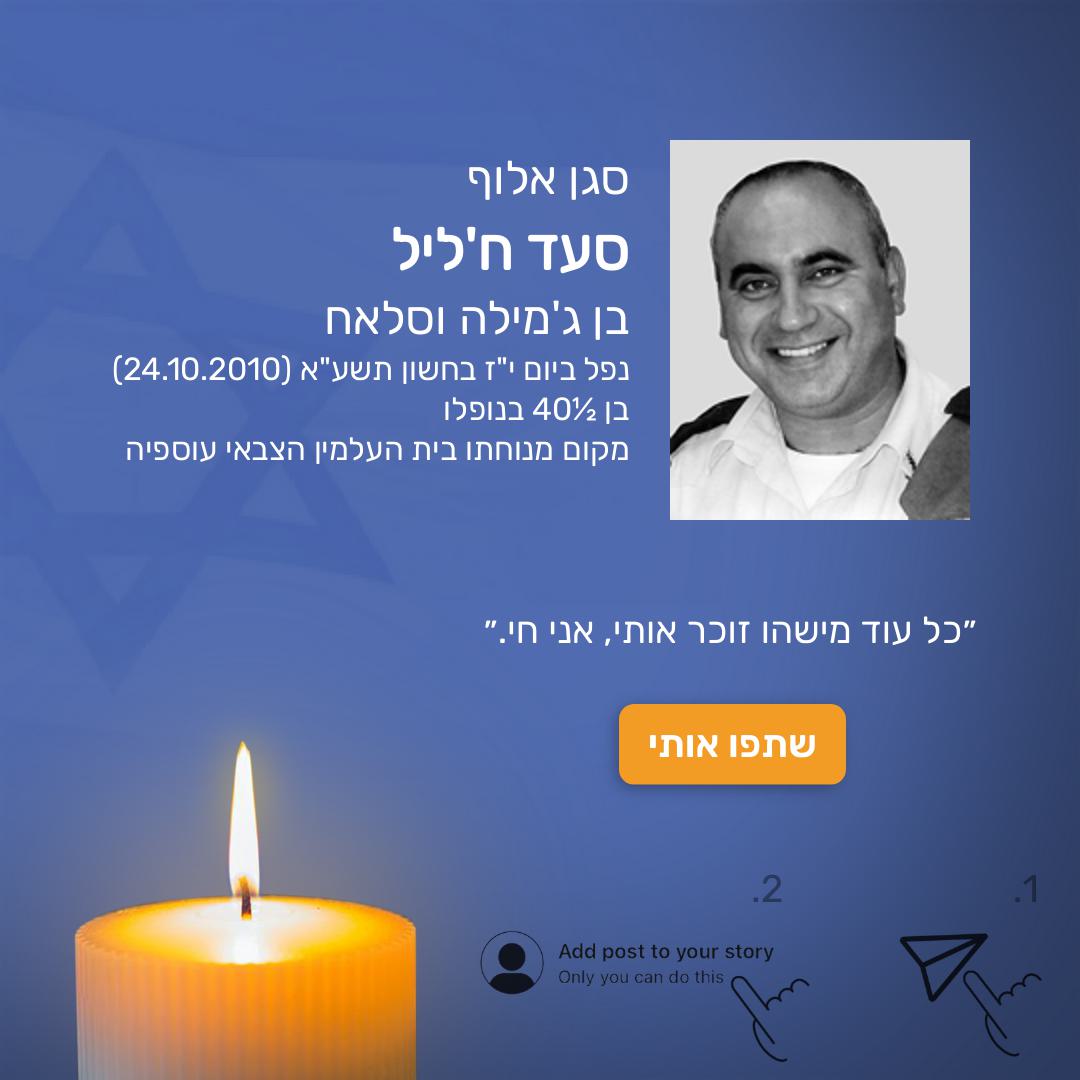 סגן אלוף
סעד ח'ליל
בן ג'מילה וסלאח
נפל ביום י"ז בחשון תשע"א (24.10.2010)
בן 40½ בנופלו
מקום מנוחתו בית העלמין הצבאי עוספיה
״כל עוד מישהו זוכר אותי, אני חי.״
שתפו אותי
1.
2.
Add post to your story
Only you can do this